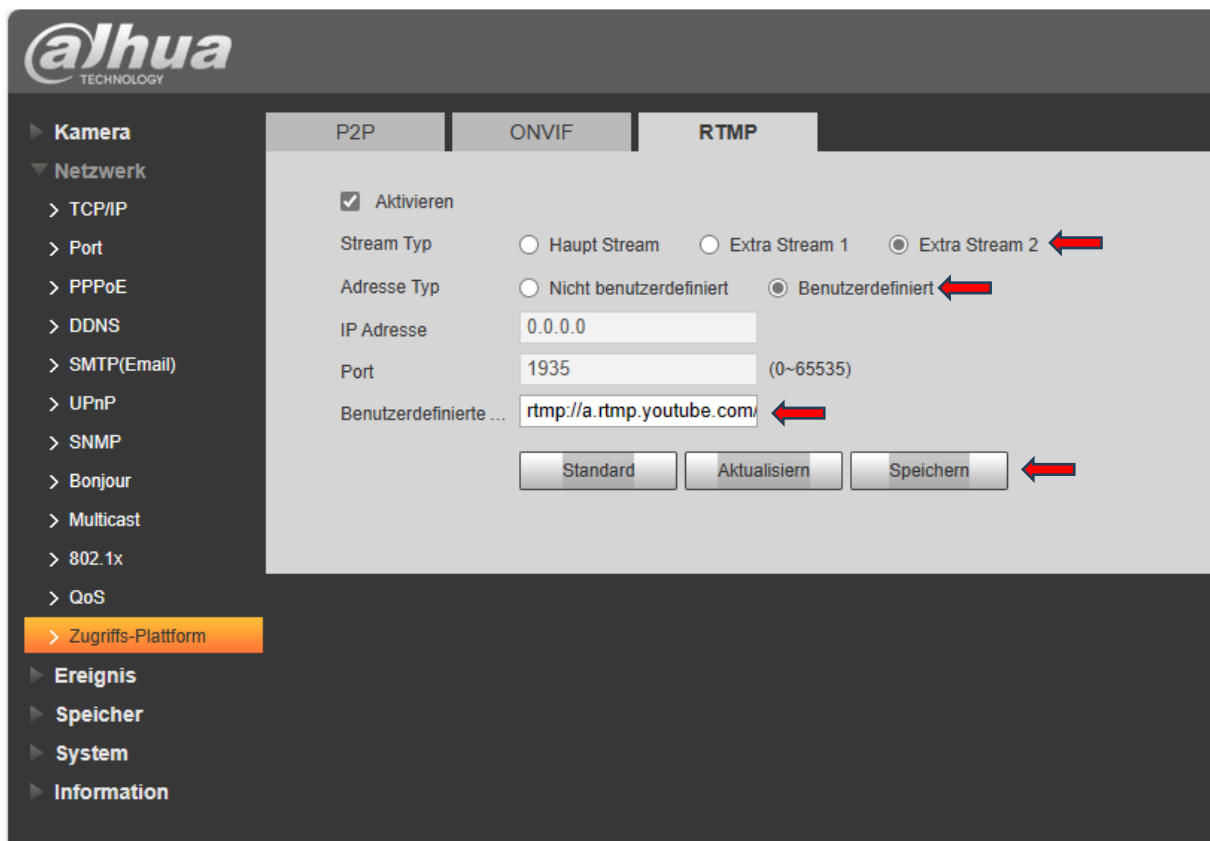 alhua
TECHNOLOGY
Kamera
Netzwerk
TCP/IP
Port
PPPoE
DDNS
SMTP(Email)
UPnP
SNMP
Bonjour
Multicast
802.1x
QoS
Zugriffs-Plattform
Ereignis
Speicher
System
Information
P2P ONVIF RTMP
Aktivieren
Stream Typ Haupt Stream Extra Stream 1 Extra Stream 2
Adresse Typ Nicht benutzerdefiniert Benutzerdefiniert
IP Adresse 0.0.0.0
Port 1935 (0~65535)
Benutzerdefinierte ... rtmp://a.rtmp.youtube.com/
Standard Aktualisiern Speichern